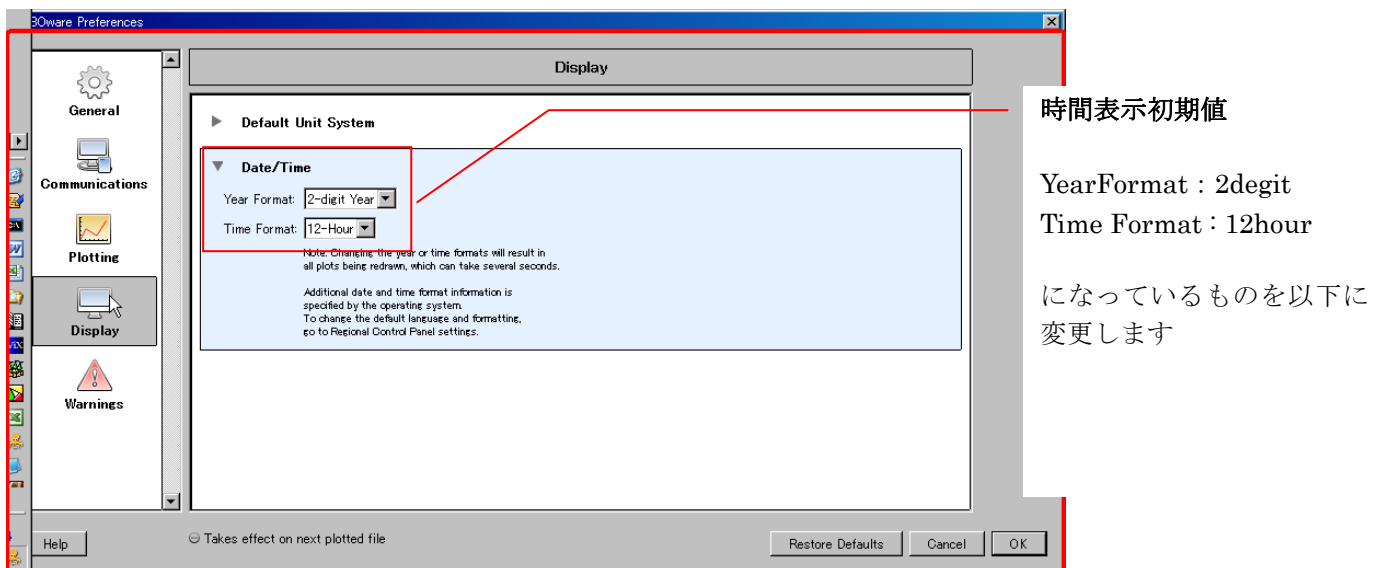 BOware Preferences
Display
General
Communications
Plotting
Display
Warnings
Default Unit System
Date/Time
Year Format: 2-digit Year
Time Format: 12-Hour
Note: Changing the year or time formats will result in
all plots being redrawn, which can take several seconds.
Additional date and time format information is
specified by the operating system.
To change the default language and formatting,
go to Regional Control Panel settings.
時間表示初期値
YearFormat：2degit
Time Format：12hour
になっているものを以下に
変更します
Help
Takes effect on next plotted file
Restore Defaults
Cancel
OK